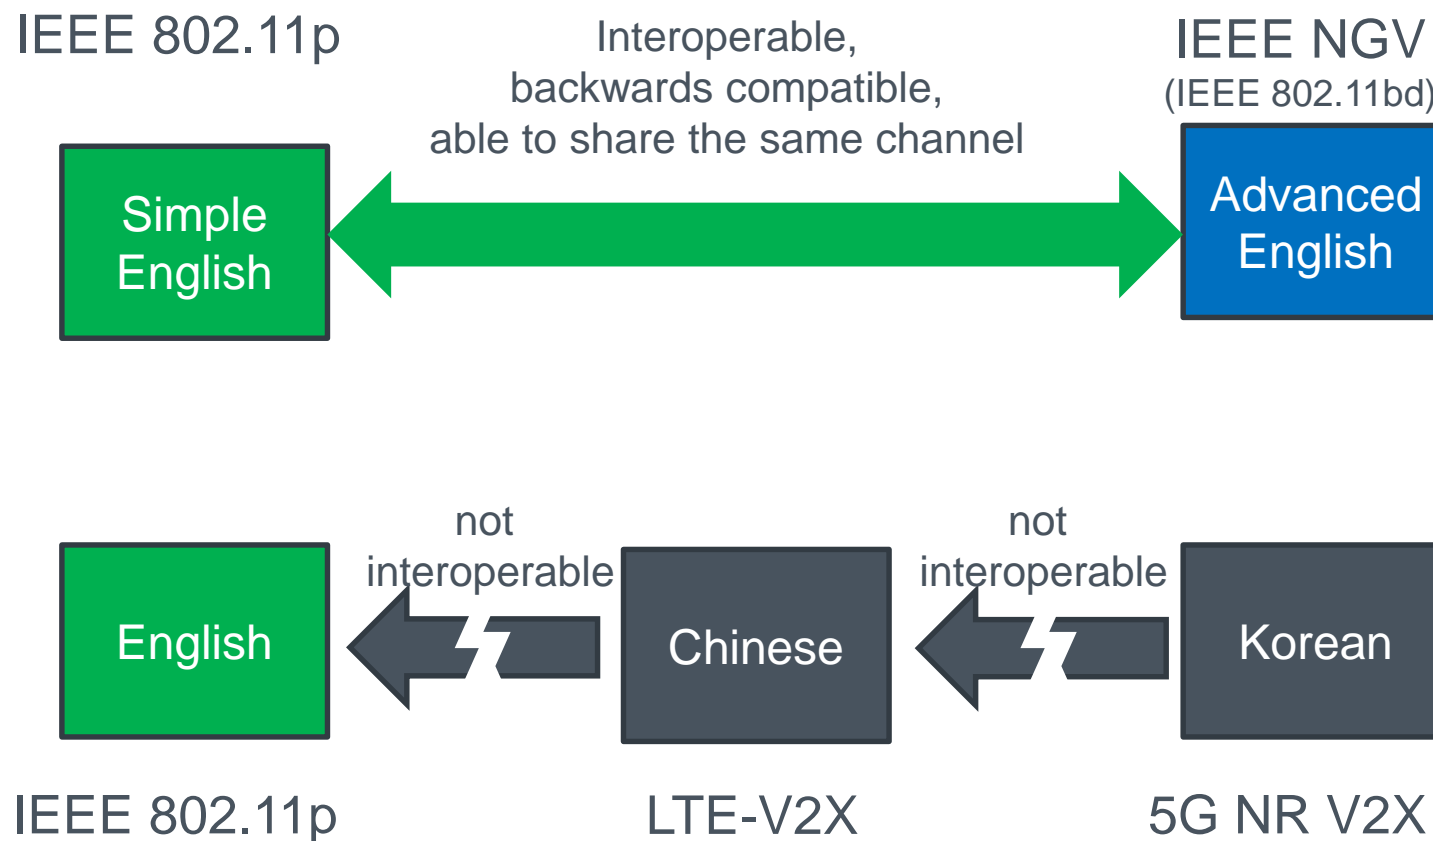 IEEE 802.11p
Interoperable,
backwards compatible,
able to share the same channel
IEEE NGV
(IEEE 802.11bd)
Simple
English
Advanced
English
not
interoperable
not
interoperable
English
Chinese
Korean
IEEE 802.11p
LTE-V2X
5G NR V2X